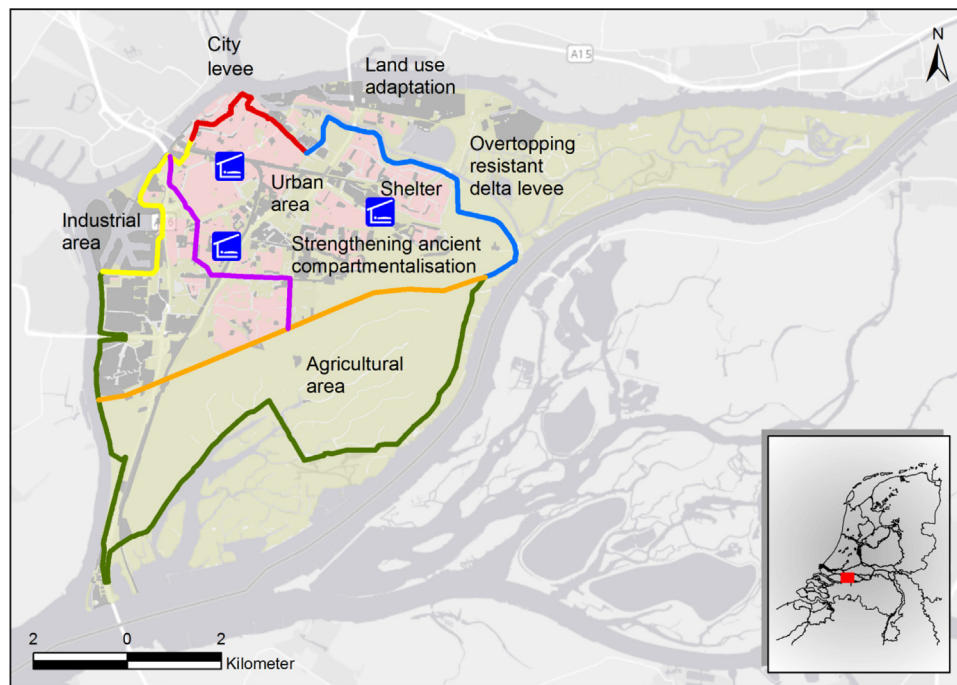 City
levee
Land use
adaptation
A15
N
Overtopping
resistant
delta levee
Urban
area
Shelter
Industrial
area
Strengthening ancient
compartmentalisation
Agricultural
area
2 0 2
Kilometer